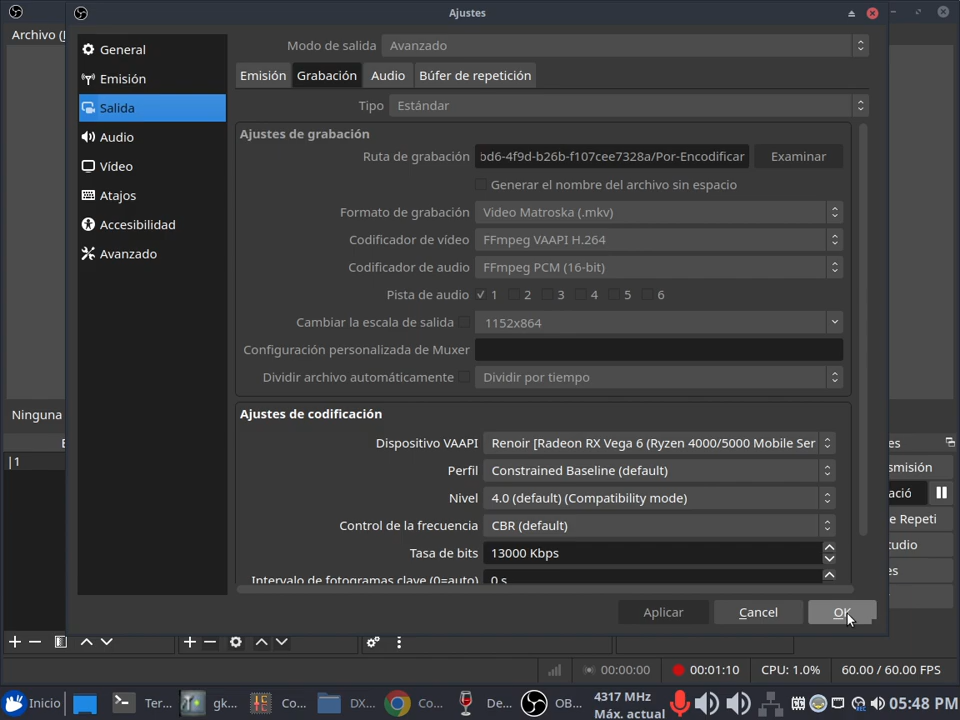 Ajustes
Archivo (
General
Emisión
Salida
Audio
Vídeo
Atajos
Accesibilidad
Avanzado
Modo de salida Avanzado
Emisión Grabación Audio Búfer de repetición
Tipo Estándar
Ajustes de grabación
Ruta de grabación bd6-4f9d-b26b-f107cee7328a/Por-Encodificar Examinar
Generar el nombre del archivo sin espacio
Formato de grabación Video Matroska (.mkv)
Codificador de vídeo FFmpeg VAAPI H.264
Codificador de audio FFmpeg PCM (16-bit)
Pista de audio 1 2 3 4 5 6
Cambiar la escala de salida 1152x864
Configuración personalizada de Muxer
Dividir archivo automáticamente Dividir por tiempo
Ajustes de codificación
Dispositivo VAAPI Renoir [Radeon RX Vega 6 (Ryzen 4000/5000 Mobile Ser
Perfil Constrained Baseline (default)
Nivel 4.0 (default) (Compatibility mode)
Control de la frecuencia CBR (default)
Tasa de bits 13000 Kbps
Intervalo de fotogramas clave (0=auto) 0 s
Aplicar Cancel OK
Ninguna
E
1
es
smisión
ació
e Repeti
tudio
es
00:00:00 00:01:10 CPU: 1.0% 60.00 / 60.00 FPS
Inicio Ter... gk... Co... DX... Co... De... OB... 4317 MHz
Máx. actual
05:48 PM